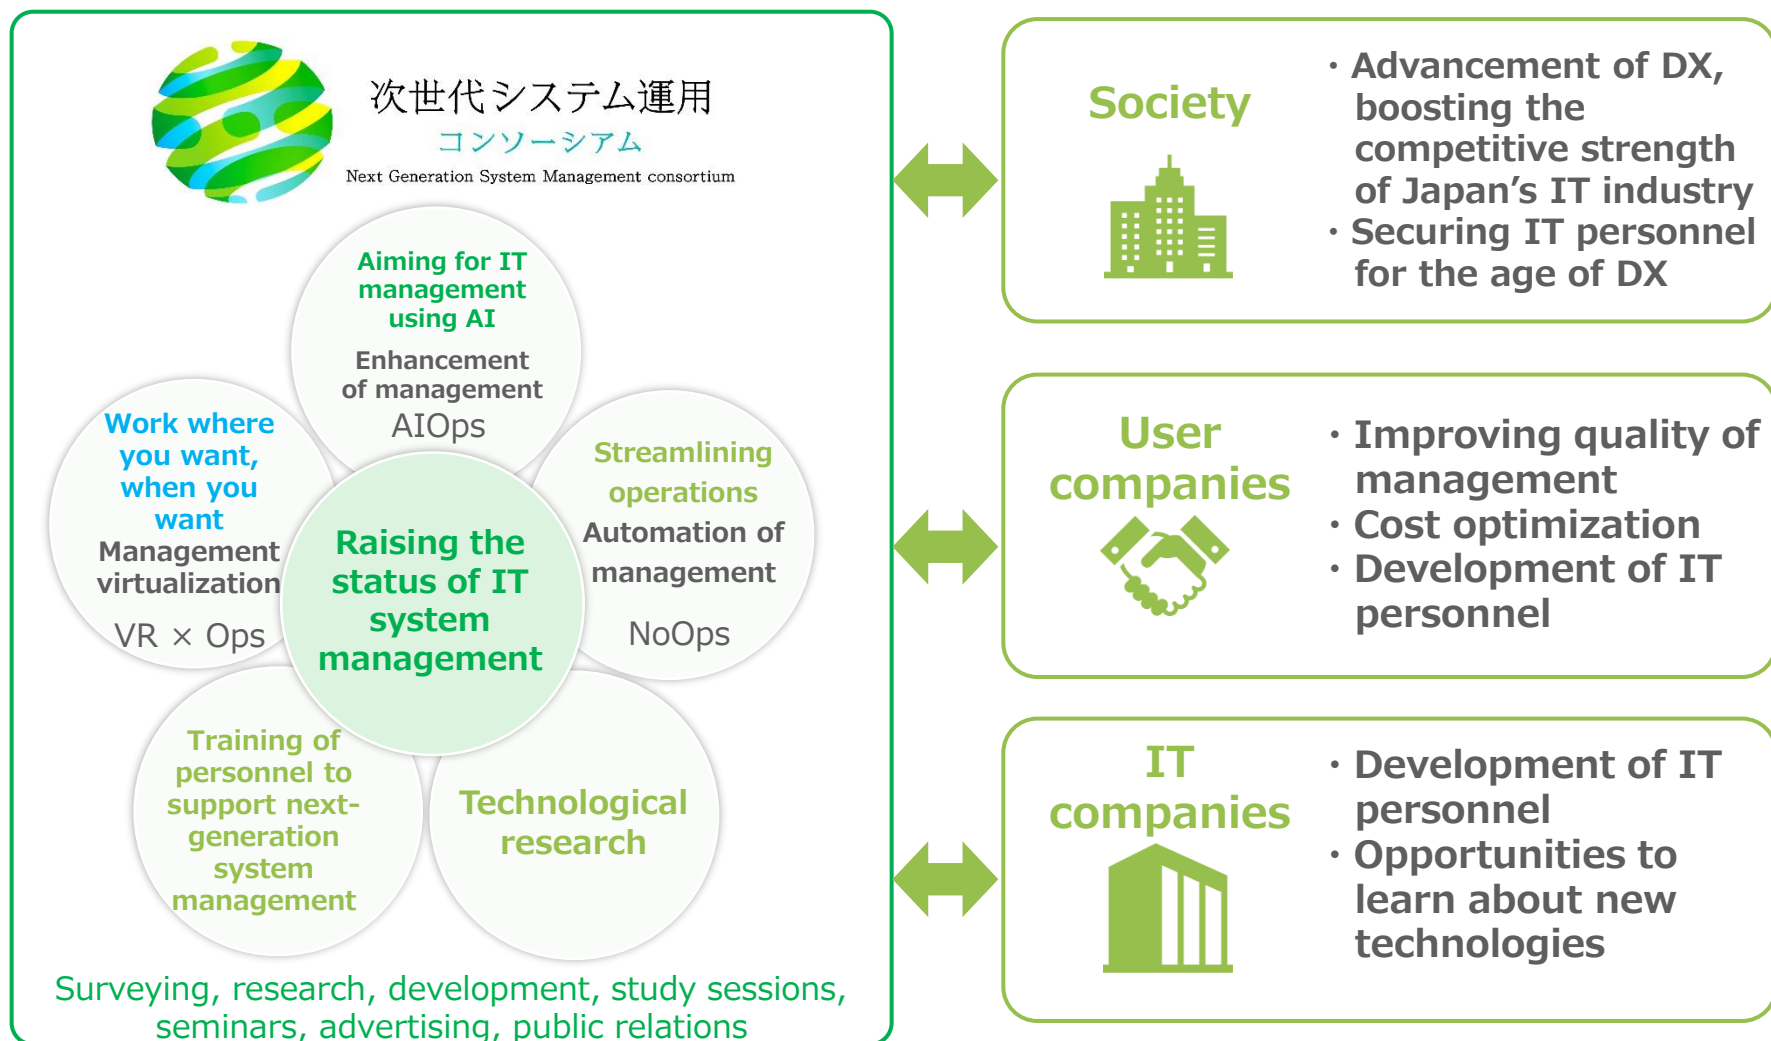 次世代システム運用
コンソーシアム
Next Generation System Management consortium
Aiming for IT
management
using AI
Enhancement
of management
AIOps
Work where
you want,
when you
want
Management
virtualization
VR × Ops
Streamlining
operations
Automation of
management
NoOps
Raising the
status of IT
system
management
Training of
personnel to
support next-
generation
system
management
Technological
research
Surveying, research, development, study sessions,
seminars, advertising, public relations
Society
・Advancement of DX,
boosting the
competitive strength
of Japan’s IT industry
・Securing IT personnel
for the age of DX
User
companies
・Improving quality of
management
・Cost optimization
・Development of IT
personnel
IT
companies
・Development of IT
personnel
・Opportunities to
learn about new
technologies